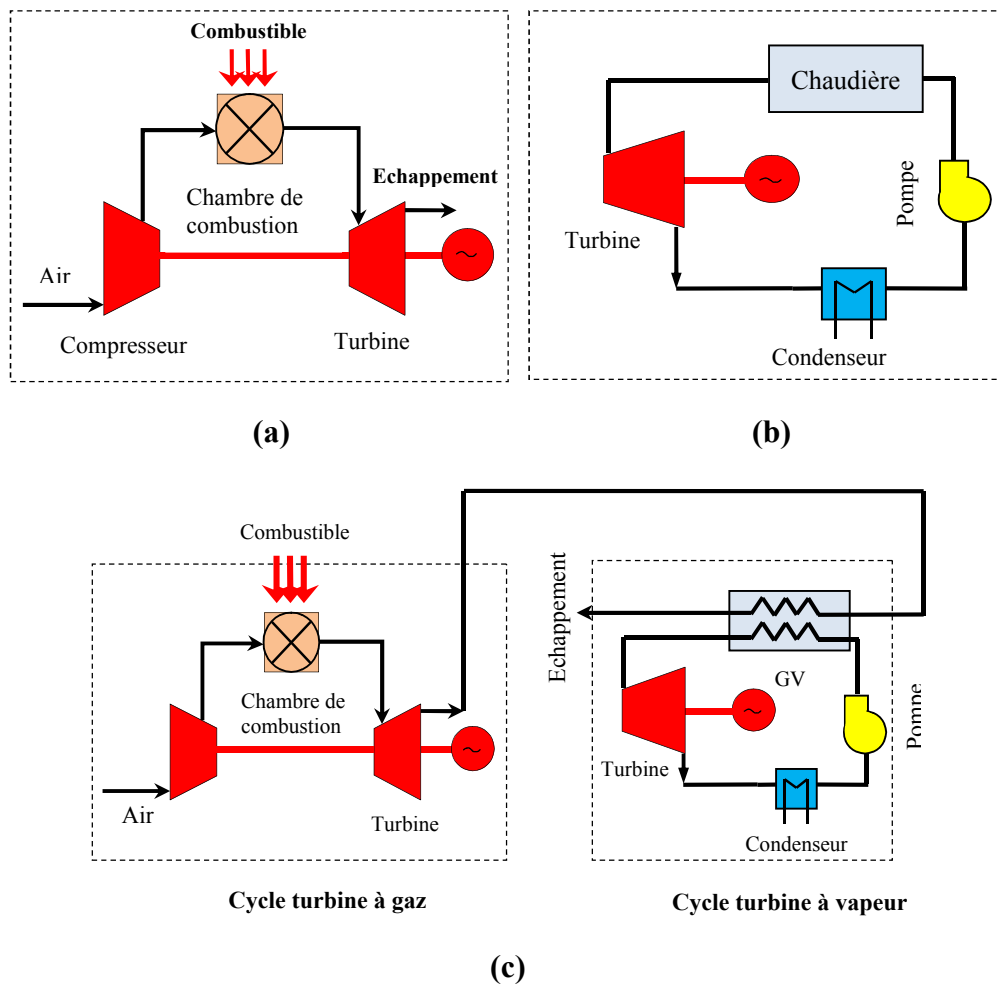 Combustible
Echappement
Chambre de
combustion
Air
Compresseur
Turbine
(a)
Chaudière
Pompe
Turbine
Condenseur
(b)
Combustible
Chambre de
combustion
Air
Turbine
Cycle turbine à gaz
Echappement
GV
Pompe
Turbine
Condenseur
Cycle turbine à vapeur
(c)